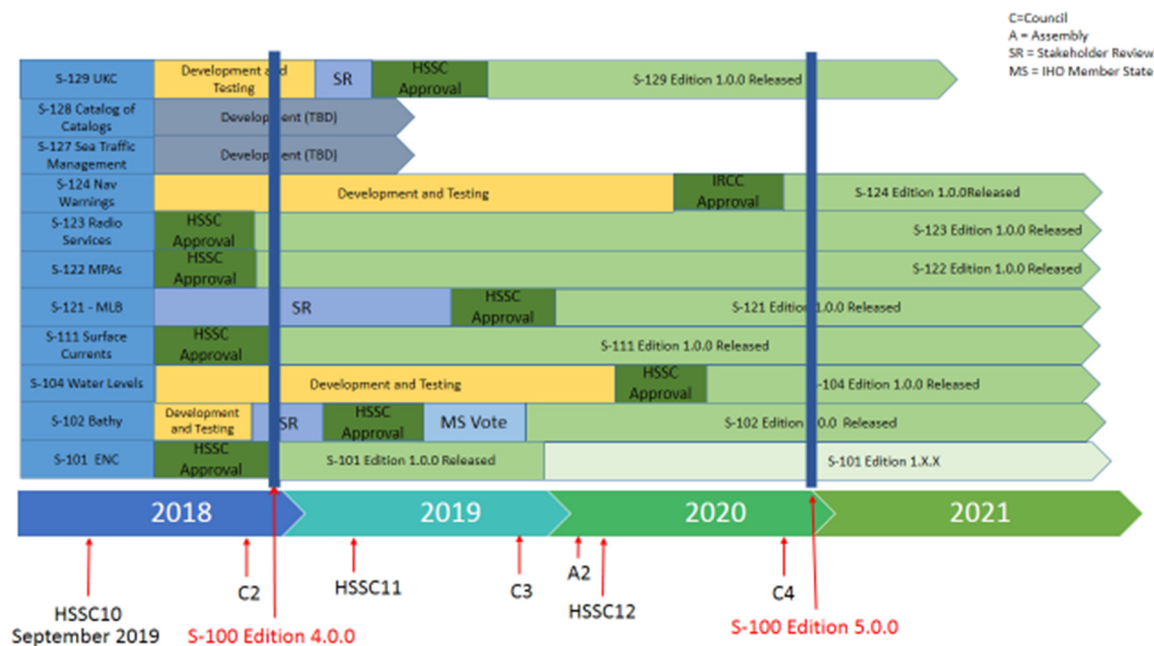 C=Council
A = Assembly
SR = Stakeholder Review
MS = IHO Member State
S-129 UKC
Development and
Testing
SR
HSSC
Approval
S-129 Edition 1.0.0 Released
S-128 Catalog of
Catalogs
Development (TBD)
S-127 Sea Traffic
Management
Development (TBD)
S-124 Nav
Warnings
Development and Testing
IRCC
Approval
S-124 Edition 1.0.0Released
S-123 Radio
Services
HSSC
Approval
S-123 Edition 1.0.0 Released
S-122 MPAs
HSSC
Approval
S-122 Edition 1.0.0 Released
S-121 - MLB
SR
HSSC
Approval
S-121 Edition 1.0.0 Released
S-111 Surface
Currents
HSSC
Approval
S-111 Edition 1.0.0 Released
S-104 Water Levels
Development and Testing
HSSC
Approval
-104 Edition 1.0.0 Released
S-102 Bathy
Development
and Testing
SR
HSSC
Approval
MS Vote
S-102 Edition .0.0 Released
S-101 ENC
HSSC
Approval
S-101 Edition 1.0.0 Released
S-101 Edition 1.X.X
2018
2019
2020
2021
HSSC10
September 2019
C2
S-100 Edition 4.0.0
HSSC11
C3
A2
HSSC12
C4
S-100 Edition 5.0.0